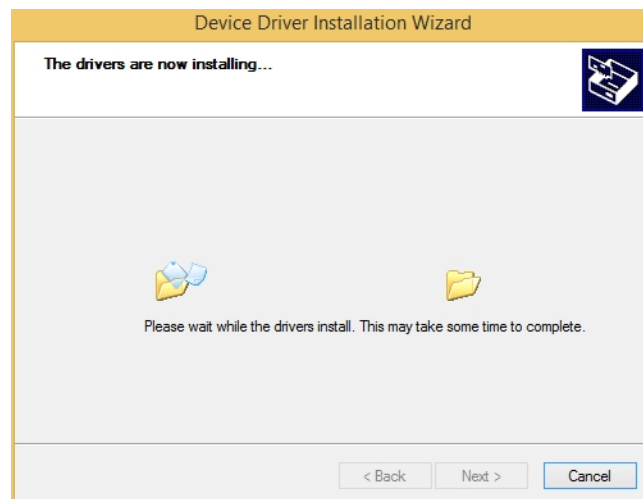 Device Driver Installation Wizard
The drivers are now installing...
Please wait while the drivers install. This may take some time to complete.
< Back Next > Cancel